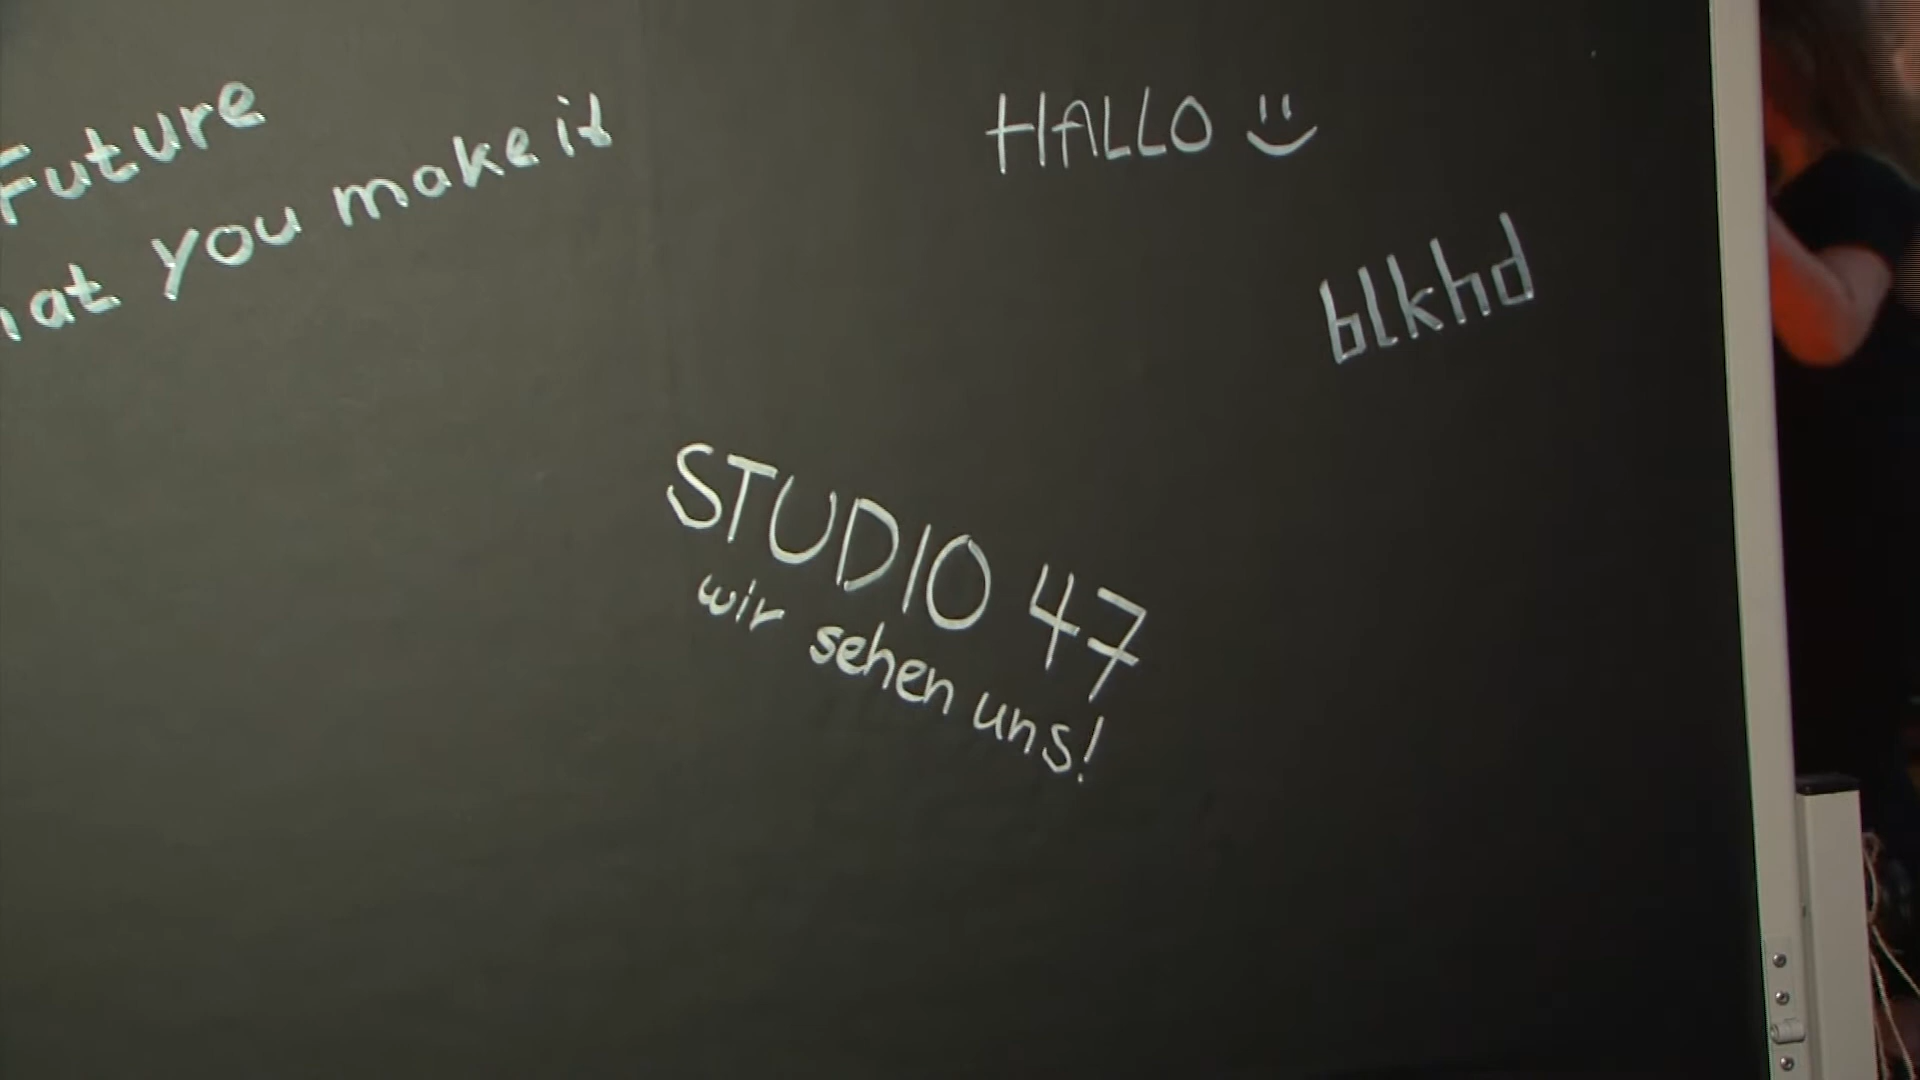 Future
at you make it
HALLO
blkhd
STUDIO 47
wir sehen uns!